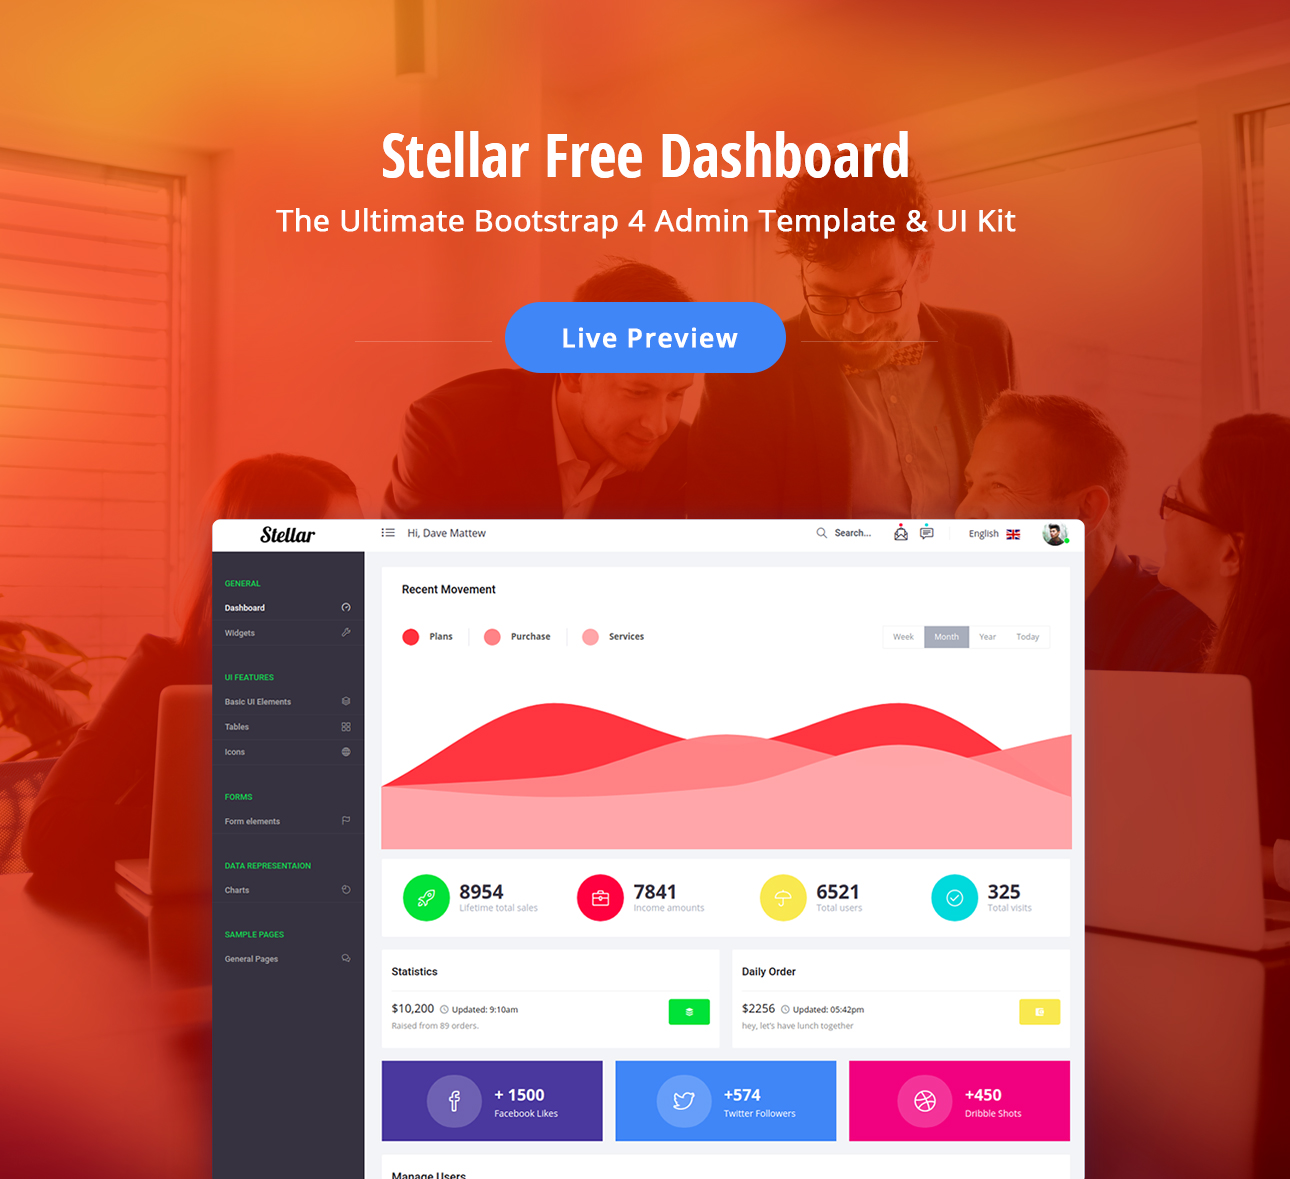 Stellar Free Dashboard
The Ultimate Bootstrap 4 Admin Template & UI Kit
Live Preview
Stellar
Hi, Dave Mattew
Search...
English
GENERAL
Dashboard
Widgets
UI FEATURES
Basic UI Elements
Tables
Icons
FORMS
Form elements
DATA REPRESENTAION
Charts
SAMPLE PAGES
General Pages
Recent Movement
Plans
Purchase
Services
Week Month Year Today
8954
Lifetime total sales
7841
Income amounts
6521
Total users
325
Total visits
Statistics
$10,200 Updated: 9:10am
Raised from 89 orders.
Daily Order
$2256 Updated: 05:42pm
hey, let's have lunch together
+ 1500
Facebook Likes
+574
Twitter Followers
+450
Dribble Shots
Manage Users